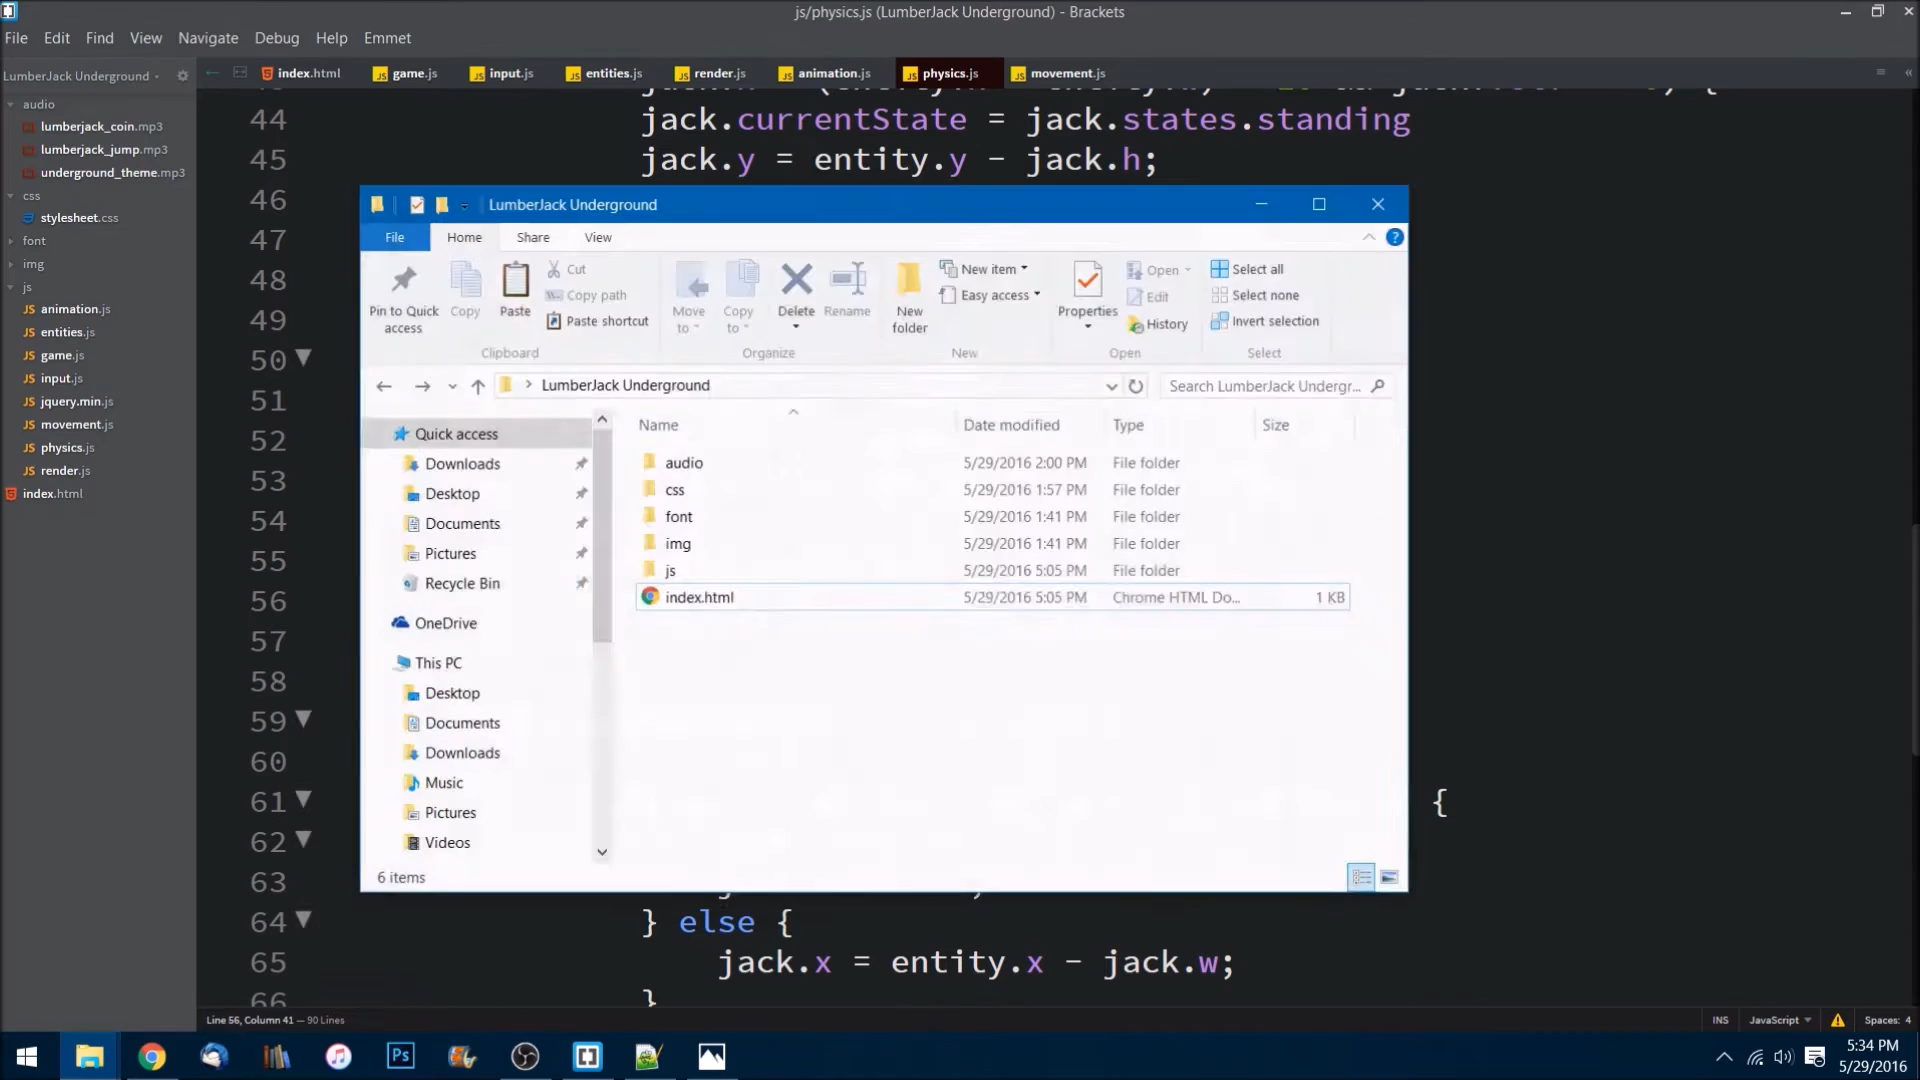 js/physics.js (LumberJack Underground) - Brackets
File Edit Find View Navigate Debug Help Emmet
LumberJack Underground
index.html game.js input.js entities.js render.js animation.js physics.js movement.js
audio
lumberjack_coin.mp3
lumberjack_jump.mp3
underground_theme.mp3
css
stylesheet.css
font
img
js
JS animation.js
JS entities.js
JS game.js
JS input.js
JS jquery.min.js
JS movement.js
JS physics.js
JS render.js
index.html
44 jack.currentState = jack.states.standing
45 jack.y = entity.y - jack.h;
46
47
48
49
50
51
52
53
54
55
56
57
58
59
60
61 {
62
63
64 } else {
65 jack.x = entity.x - jack.w;
66 }
LumberJack Underground
File Home Share View
Pin to Quick access
Copy
Paste
Cut
Copy path
Paste shortcut
Clipboard
Move to
Copy to
Delete
Rename
Organize
New folder
New item
Easy access
New
Properties
Open
Edit
History
Open
Select all
Select none
Invert selection
Select
LumberJack Underground
Search LumberJack Undergr...
Quick access
Downloads
Desktop
Documents
Pictures
Recycle Bin
OneDrive
This PC
Desktop
Documents
Downloads
Music
Pictures
Videos
Name Date modified Type Size
audio 5/29/2016 2:00 PM File folder
css 5/29/2016 1:57 PM File folder
font 5/29/2016 1:41 PM File folder
img 5/29/2016 1:41 PM File folder
js 5/29/2016 5:05 PM File folder
index.html 5/29/2016 5:05 PM Chrome HTML Do... 1 KB
6 items
Line 56, Column 41 — 90 Lines
INS JavaScript Spaces: 4
Ps
5:34 PM
5/29/2016